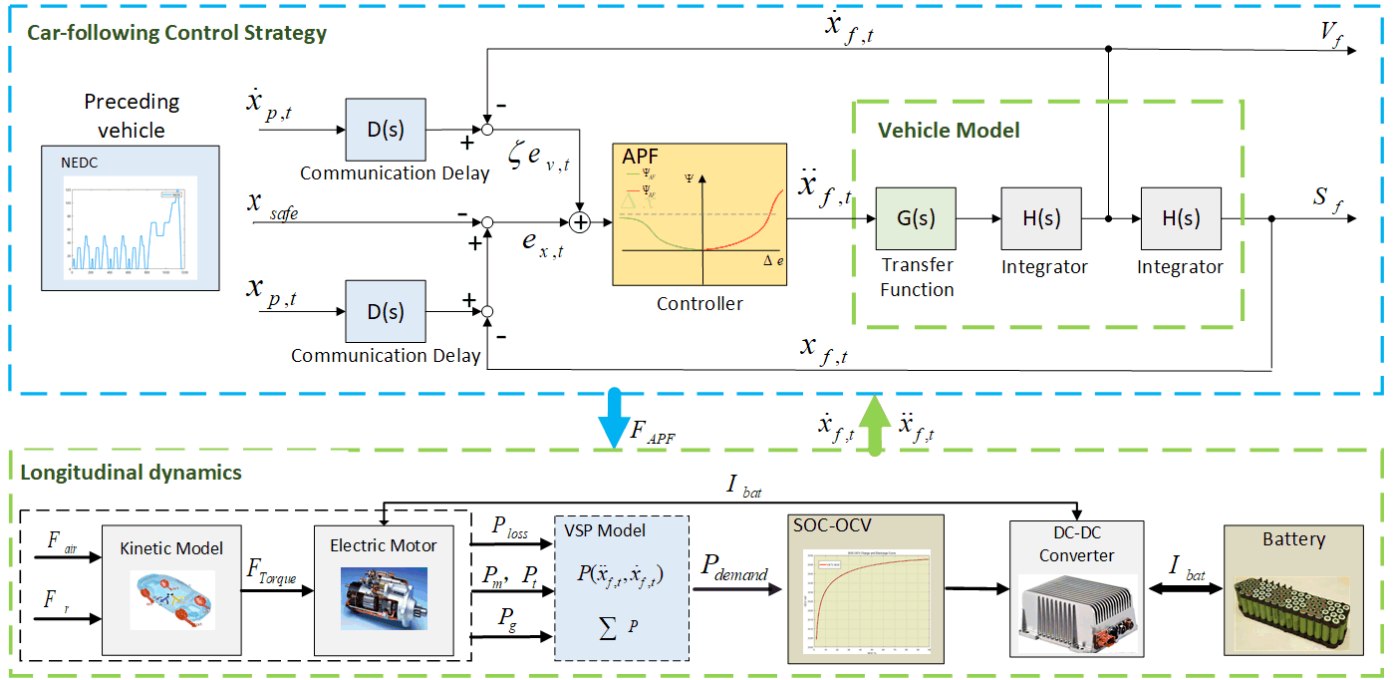 Car-following Control Strategy
ẋ f,t
V f
Preceding
vehicle
NEDC
ẋ p,t
D(s)
Communication Delay
-
+
ζ e v,t
x safe
-
+
e x,t
+
x p,t
D(s)
Communication Delay
+
-
APF
Ψ
Δ e
Controller
ẍ f,t
Vehicle Model
G(s)
Transfer
Function
H(s)
Integrator
H(s)
Integrator
S f
x f,t
F APF
ẋ f,t ẍ f,t
Longitudinal dynamics
I bat
F air
F r
Kinetic Model
F Torque
Electric Motor
P loss
P m , P t
P g
VSP Model
P(ẍ f,t , ẋ f,t )
∑ P
P demand
SOC-OCV
DC-DC
Converter
I bat
Battery